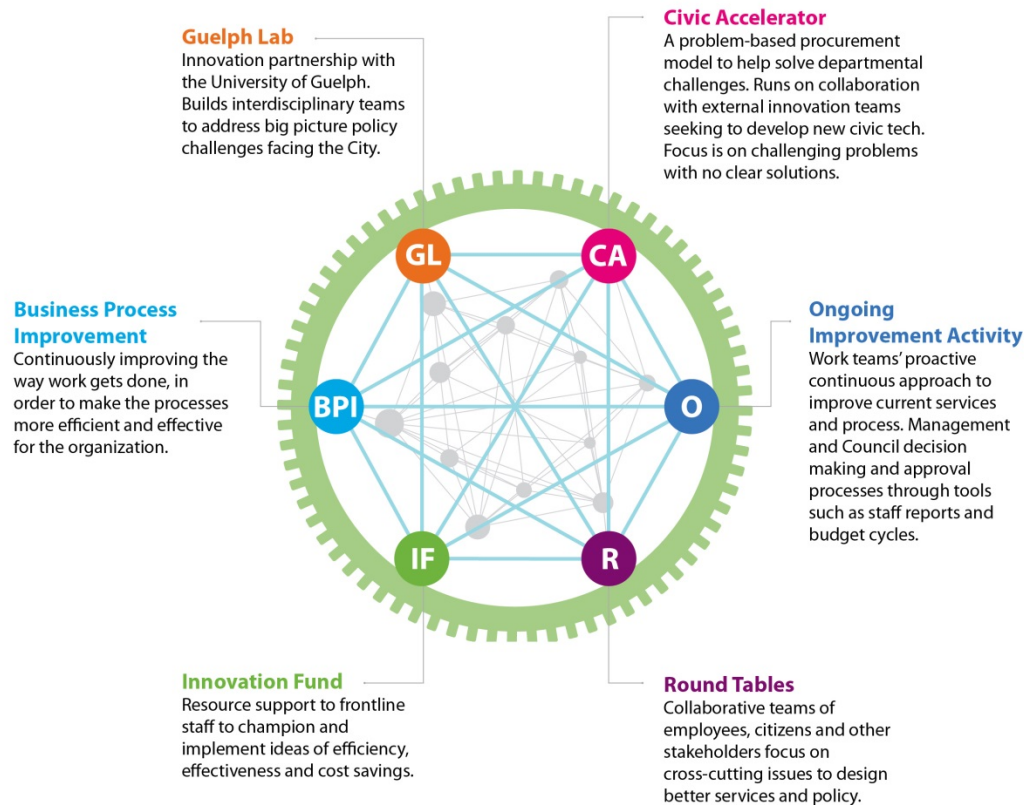 Guelph Lab
Innovation partnership with
the University of Guelph.
Builds interdisciplinary teams
to address big picture policy
challenges facing the City.
Civic Accelerator
A problem-based procurement
model to help solve departmental
challenges. Runs on collaboration
with external innovation teams
seeking to develop new civic tech.
Focus is on challenging problems
with no clear solutions.
GL
CA
Business Process
Improvement
Continuously improving the
way work gets done, in
order to make the processes
more efficient and effective
for the organization.
BPI
O
Ongoing
Improvement Activity
Work teams’ proactive
continuous approach to
improve current services
and process. Management
and Council decision
making and approval
processes through tools
such as staff reports and
budget cycles.
IF
R
Innovation Fund
Resource support to frontline
staff to champion and
implement ideas of efficiency,
effectiveness and cost savings.
Round Tables
Collaborative teams of
employees, citizens and other
stakeholders focus on
cross-cutting issues to design
better services and policy.